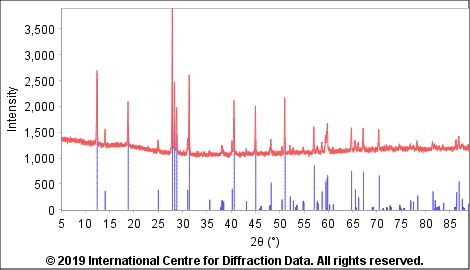 Intensity
3,500
3,000
2,500
2,000
1,500
1,000
500
0
5 10 15 20 25 30 35 40 45 50 55 60 65 70 75 80 85
2θ (°)
© 2019 International Centre for Diffraction Data. All rights reserved.